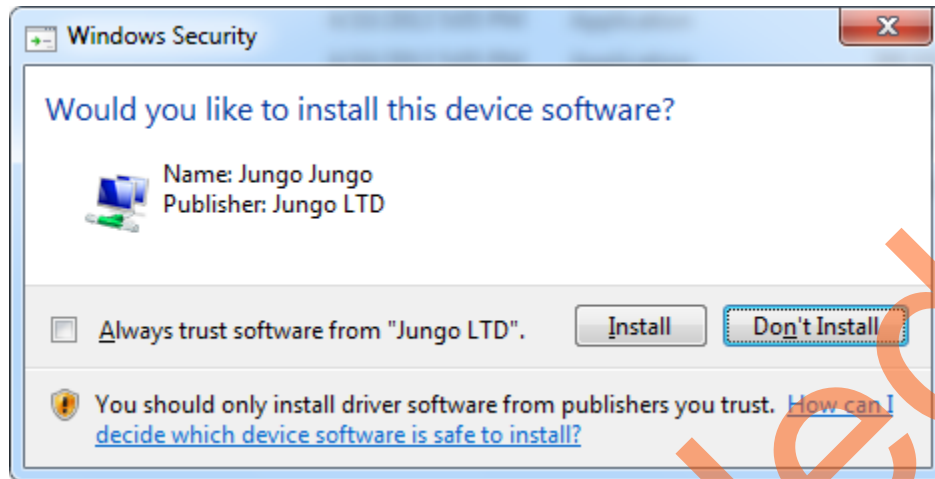 Windows Security
Would you like to install this device software?
Name: Jungo Jungo
Publisher: Jungo LTD
Always trust software from "Jungo LTD".
Install
Don't Install
You should only install driver software from publishers you trust. How can I
decide which device software is safe to install?